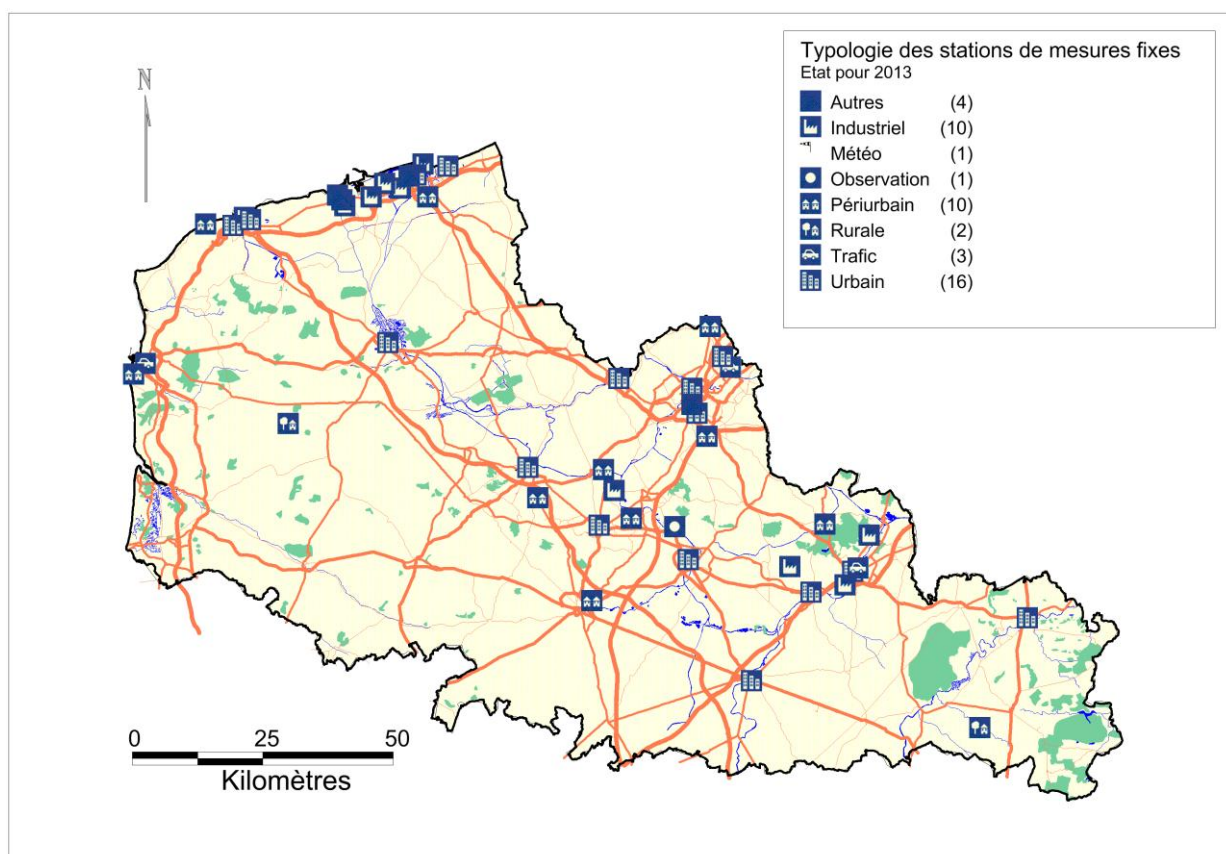 Typologie des stations de mesures fixes
Etat pour 2013
Autres (4)
Industriel (10)
Météo (1)
Observation (1)
Périurbain (10)
Rurale (2)
Trafic (3)
Urbain (16)
N
0 25 50
Kilomètres